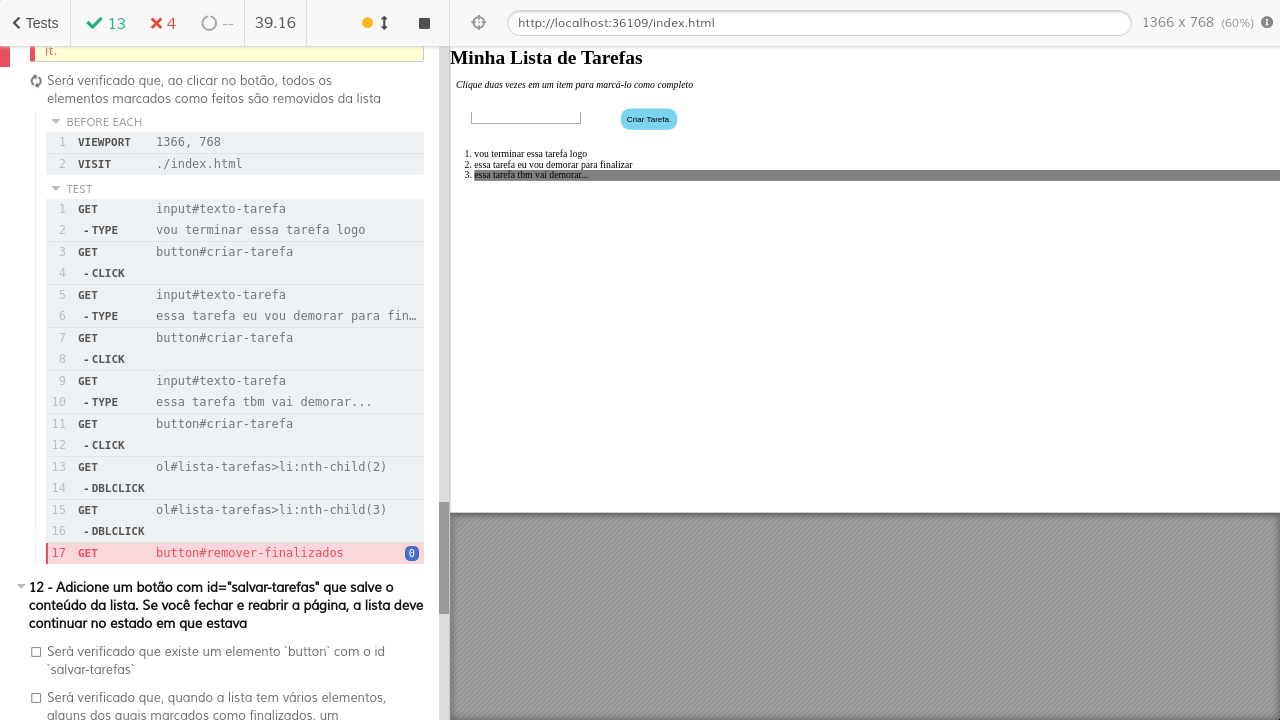 Tests 13 4 -- 39.16
http://localhost:36109/index.html 1366 x 768 (60%)
it.
Será verificado que, ao clicar no botão, todos os
elementos marcados como feitos são removidos da lista
BEFORE EACH
1 VIEWPORT 1366, 768
2 VISIT ./index.html
TEST
1 GET input#texto-tarefa
2 -TYPE vou terminar essa tarefa logo
3 GET button#criar-tarefa
4 -CLICK
5 GET input#texto-tarefa
6 -TYPE essa tarefa eu vou demorar para fin…
7 GET button#criar-tarefa
8 -CLICK
9 GET input#texto-tarefa
10 -TYPE essa tarefa tbm vai demorar...
11 GET button#criar-tarefa
12 -CLICK
13 GET ol#lista-tarefas>li:nth-child(2)
14 -DBLCLICK
15 GET ol#lista-tarefas>li:nth-child(3)
16 -DBLCLICK
17 GET button#remover-finalizados 0
12 - Adicione um botão com id="salvar-tarefas" que salve o
conteúdo da lista. Se você fechar e reabrir a página, a lista deve
continuar no estado em que estava
Será verificado que existe um elemento `button` com o id
`salvar-tarefas`
Será verificado que, quando a lista tem vários elementos,
alguns dos quais marcados como finalizados, um
Minha Lista de Tarefas
Clique duas vezes em um item para marcá-lo como completo
Criar Tarefa.
1. vou terminar essa tarefa logo
2. essa tarefa eu vou demorar para finalizar
3. essa tarefa tbm vai demorar...